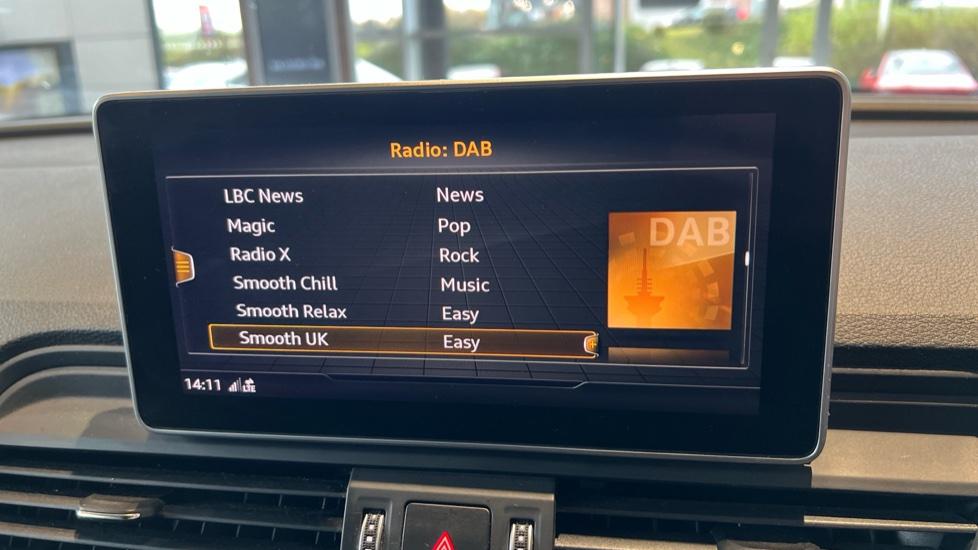 Radio: DAB
LBC News News
Magic Pop
Radio X Rock
Smooth Chill Music
Smooth Relax Easy
Smooth UK Easy
DAB
14:11 LTE